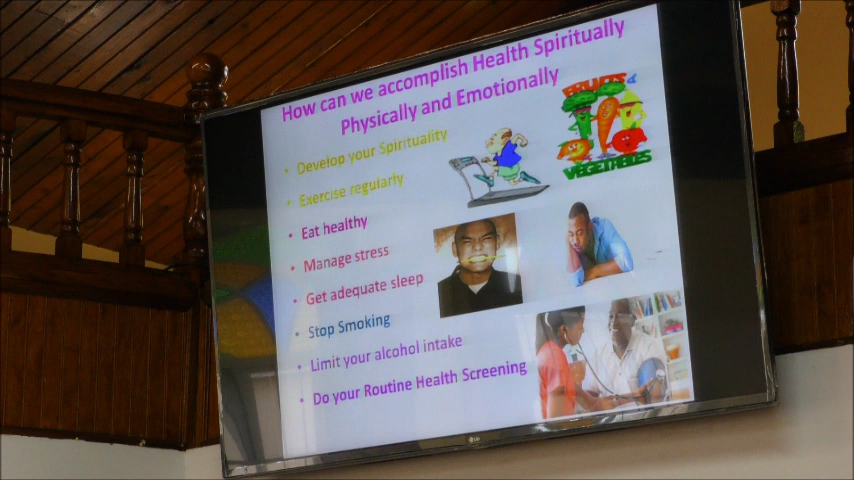 How can we accomplish Health Spiritually
Physically and Emotionally
• Develop your Spirituality
• Exercise regularly
• Eat healthy
• Manage stress
• Get adequate sleep
• Stop Smoking
• Limit your alcohol intake
• Do your Routine Health Screening
FRUITS &
VEGETABLES
LG